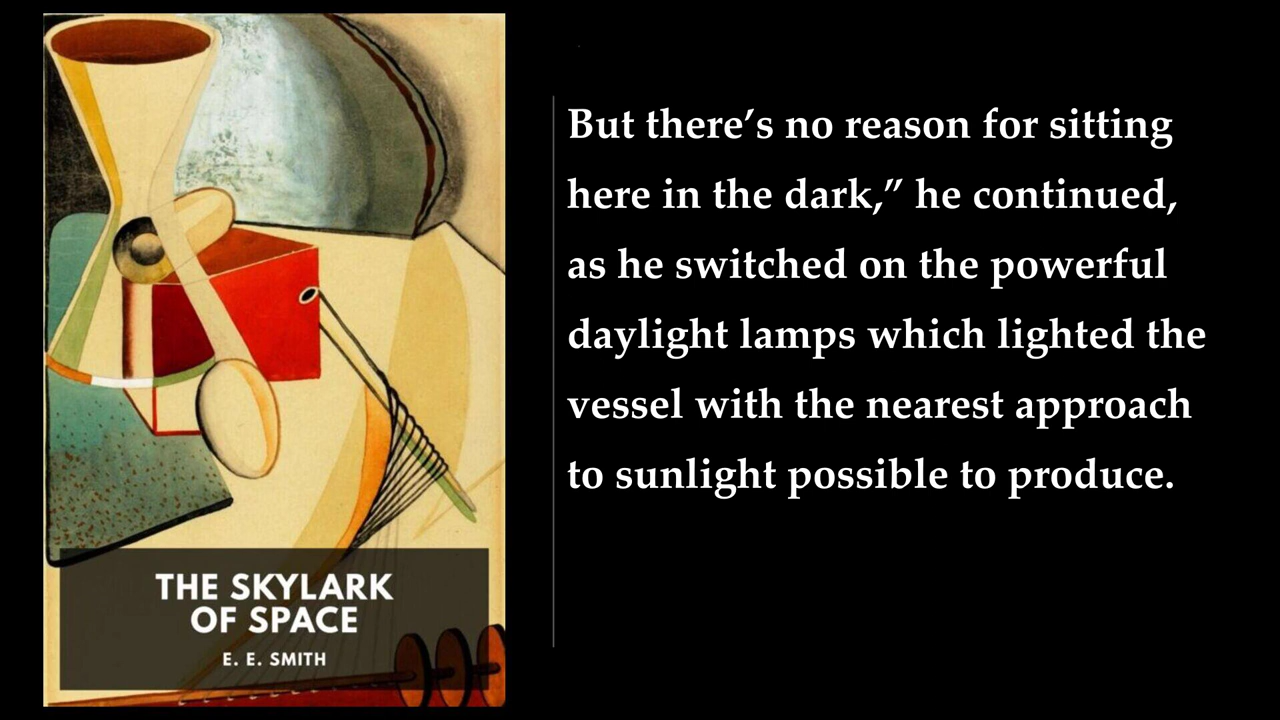 THE SKYLARK
OF SPACE
E. E. SMITH
But there’s no reason for sitting
here in the dark,” he continued,
as he switched on the powerful
daylight lamps which lighted the
vessel with the nearest approach
to sunlight possible to produce.